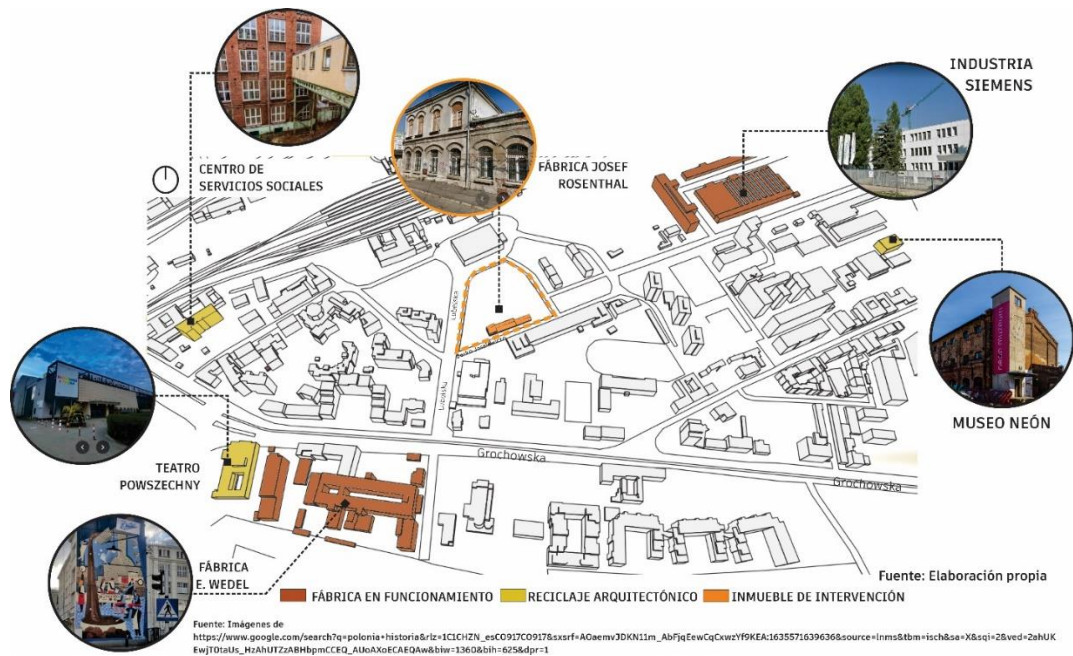 INDUSTRIA
SIEMENS
CENTRO DE
SERVICIOS SOCIALES
FÁBRICA JOSEF
ROSENTHAL
Lubelska
Lubelska
MUSEO NEÓN
TEATRO
POWSZECHNY
Grochowska
Grochowska
FÁBRICA
E. WEDEL
Fuente: Elaboración propia
FÁBRICA EN FUNCIONAMIENTO
RECICLAJE ARQUITECTÓNICO
INMUEBLE DE INTERVENCIÓN
Fuente: Imágenes de
https://www.google.com/search?q=polonia+historia&rlz=1C1CHZN_esCO917CO917&sxsrf=AOaemvJDKN11m_AbFjqEewCqCxwzYf9KEA:1635571639636&source=lnms&tbm=isch&sa=X&sqi=2&ved=2ahUK
EwjT0taUs_HzAhUTZzABHbpmCCEQ_AUoAXoECAEQAw&biw=1360&bih=625&dpr=1